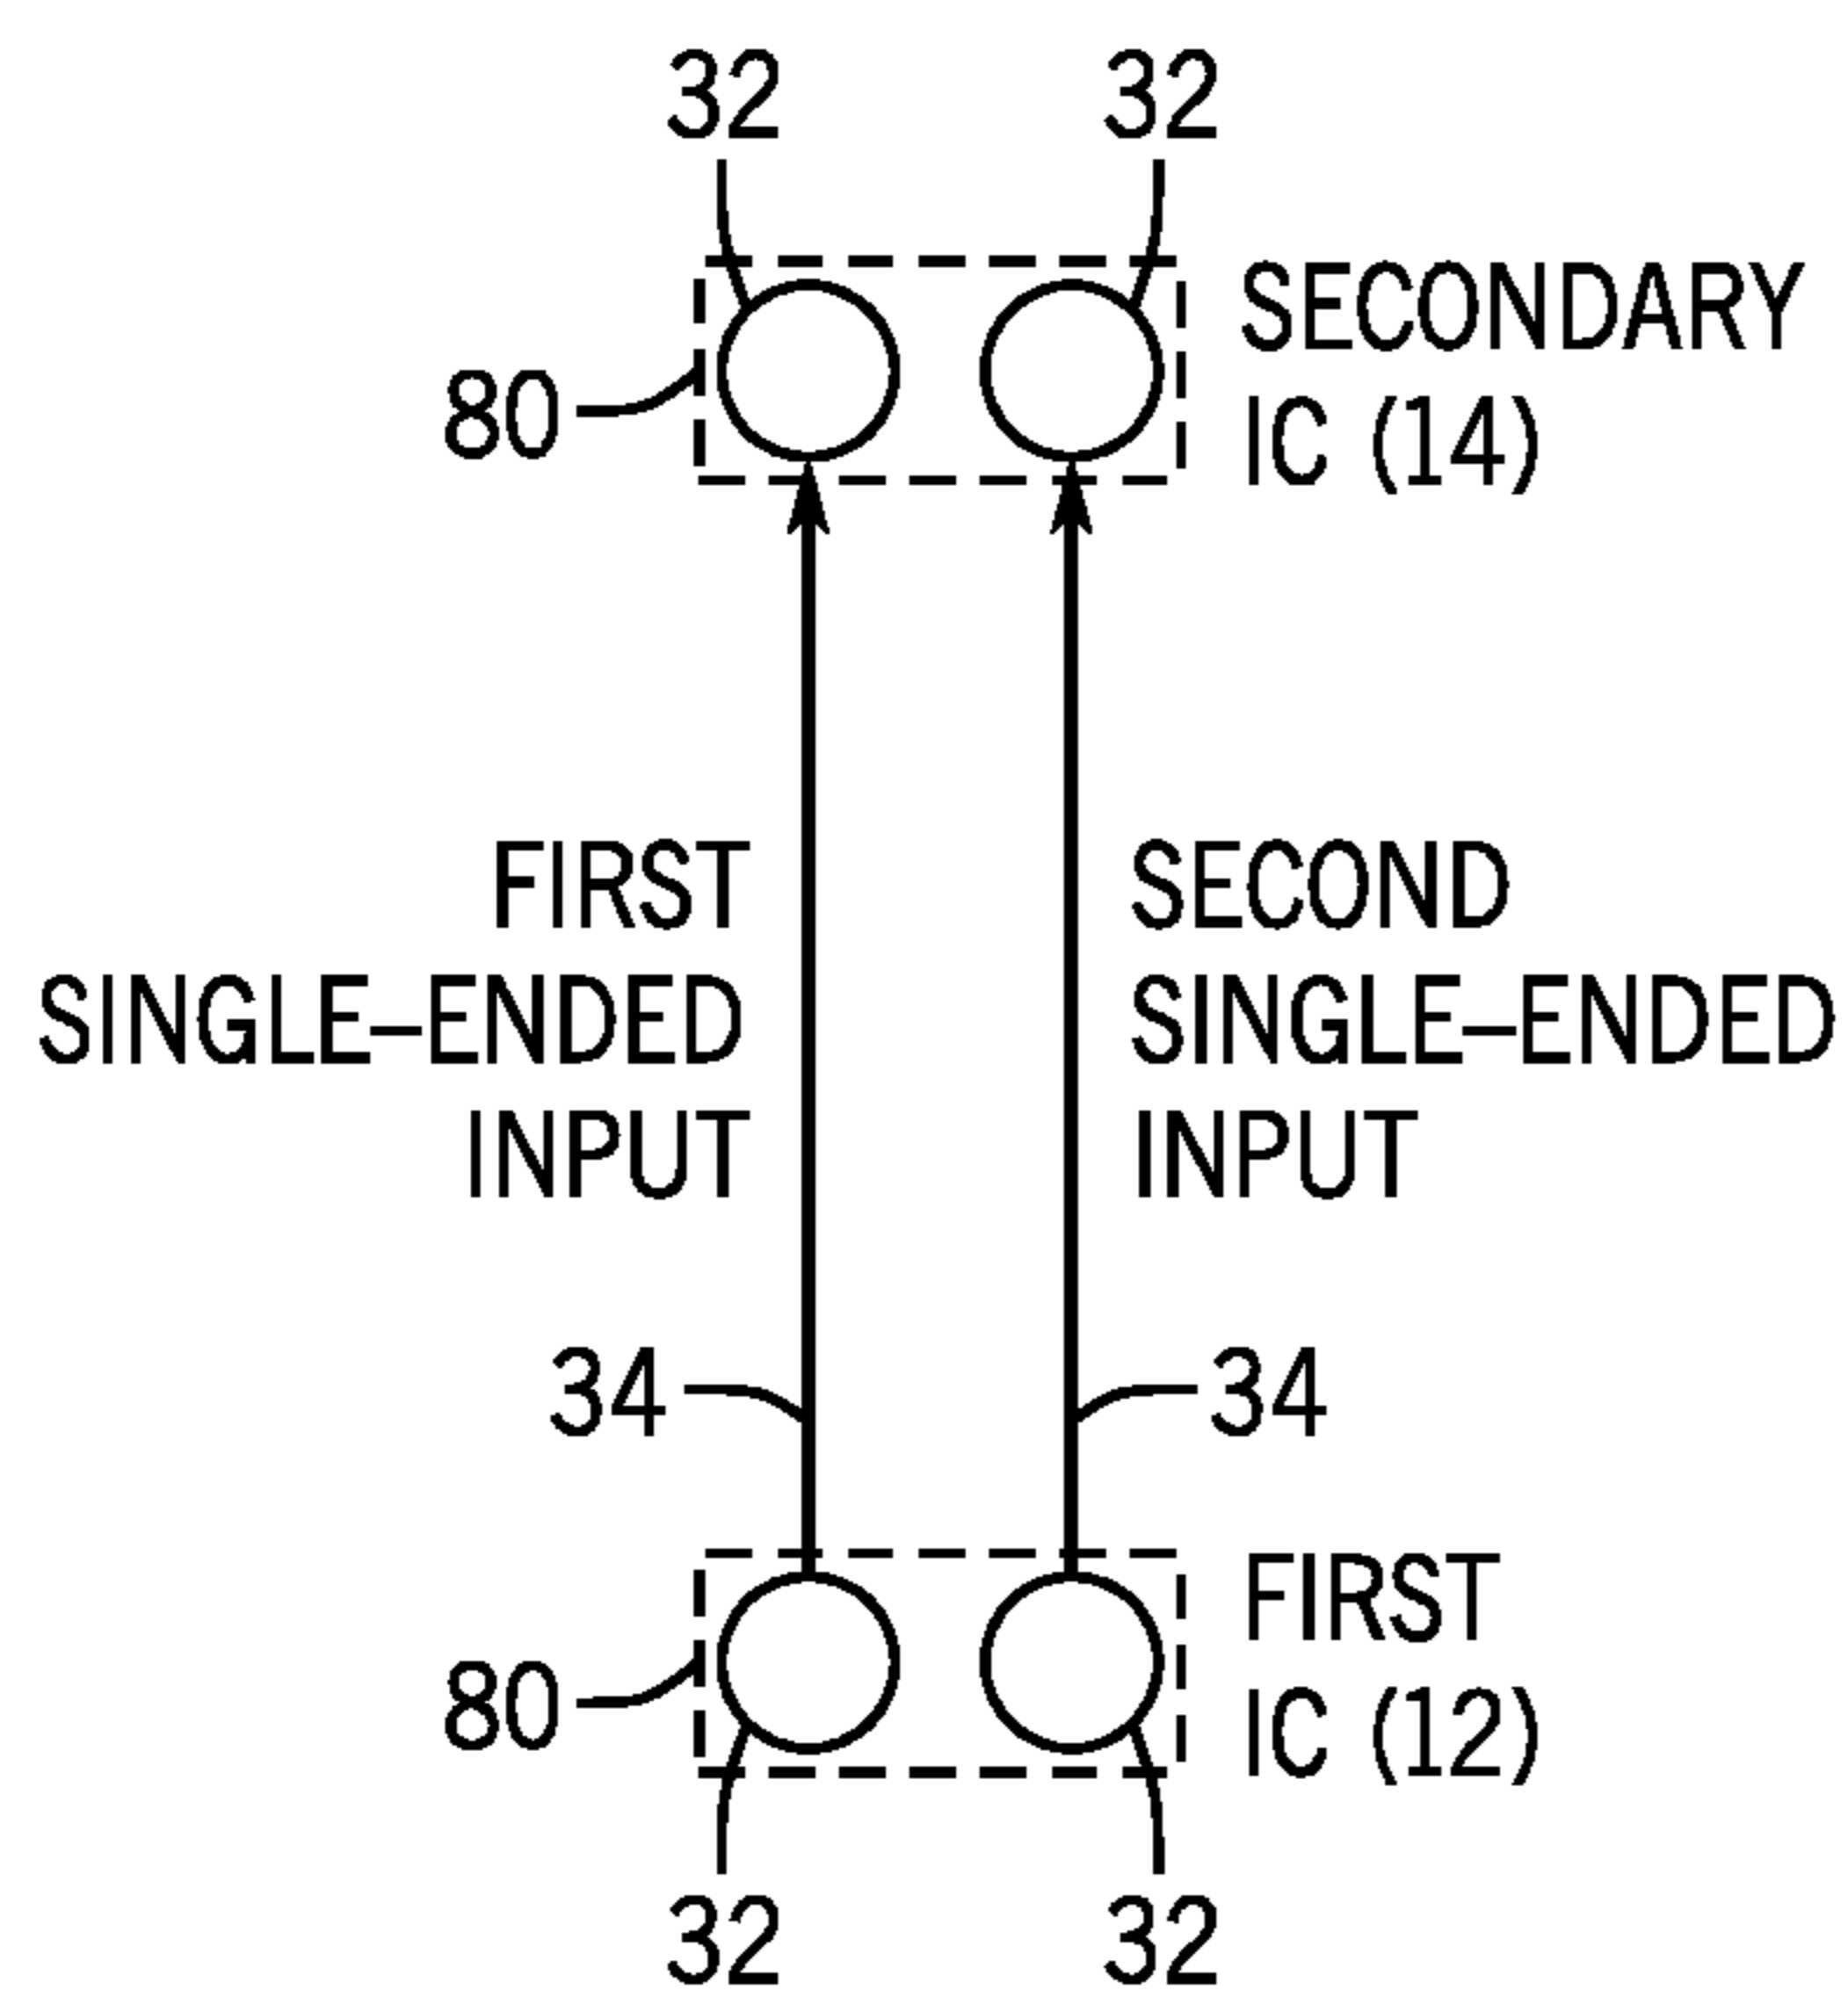 32 32
SECONDARY
IC (14)
80
FIRST
SINGLE–ENDED
INPUT
SECOND
SINGLE–ENDED
INPUT
34 34
FIRST
IC (12)
80
32 32